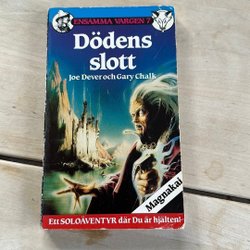 ENSAMMA VARGEN 7
Dödens
slott
Joe Dever och Gary Chalk
Magnakai
Ett SOLOÄVENTYR där Du är hjälten!